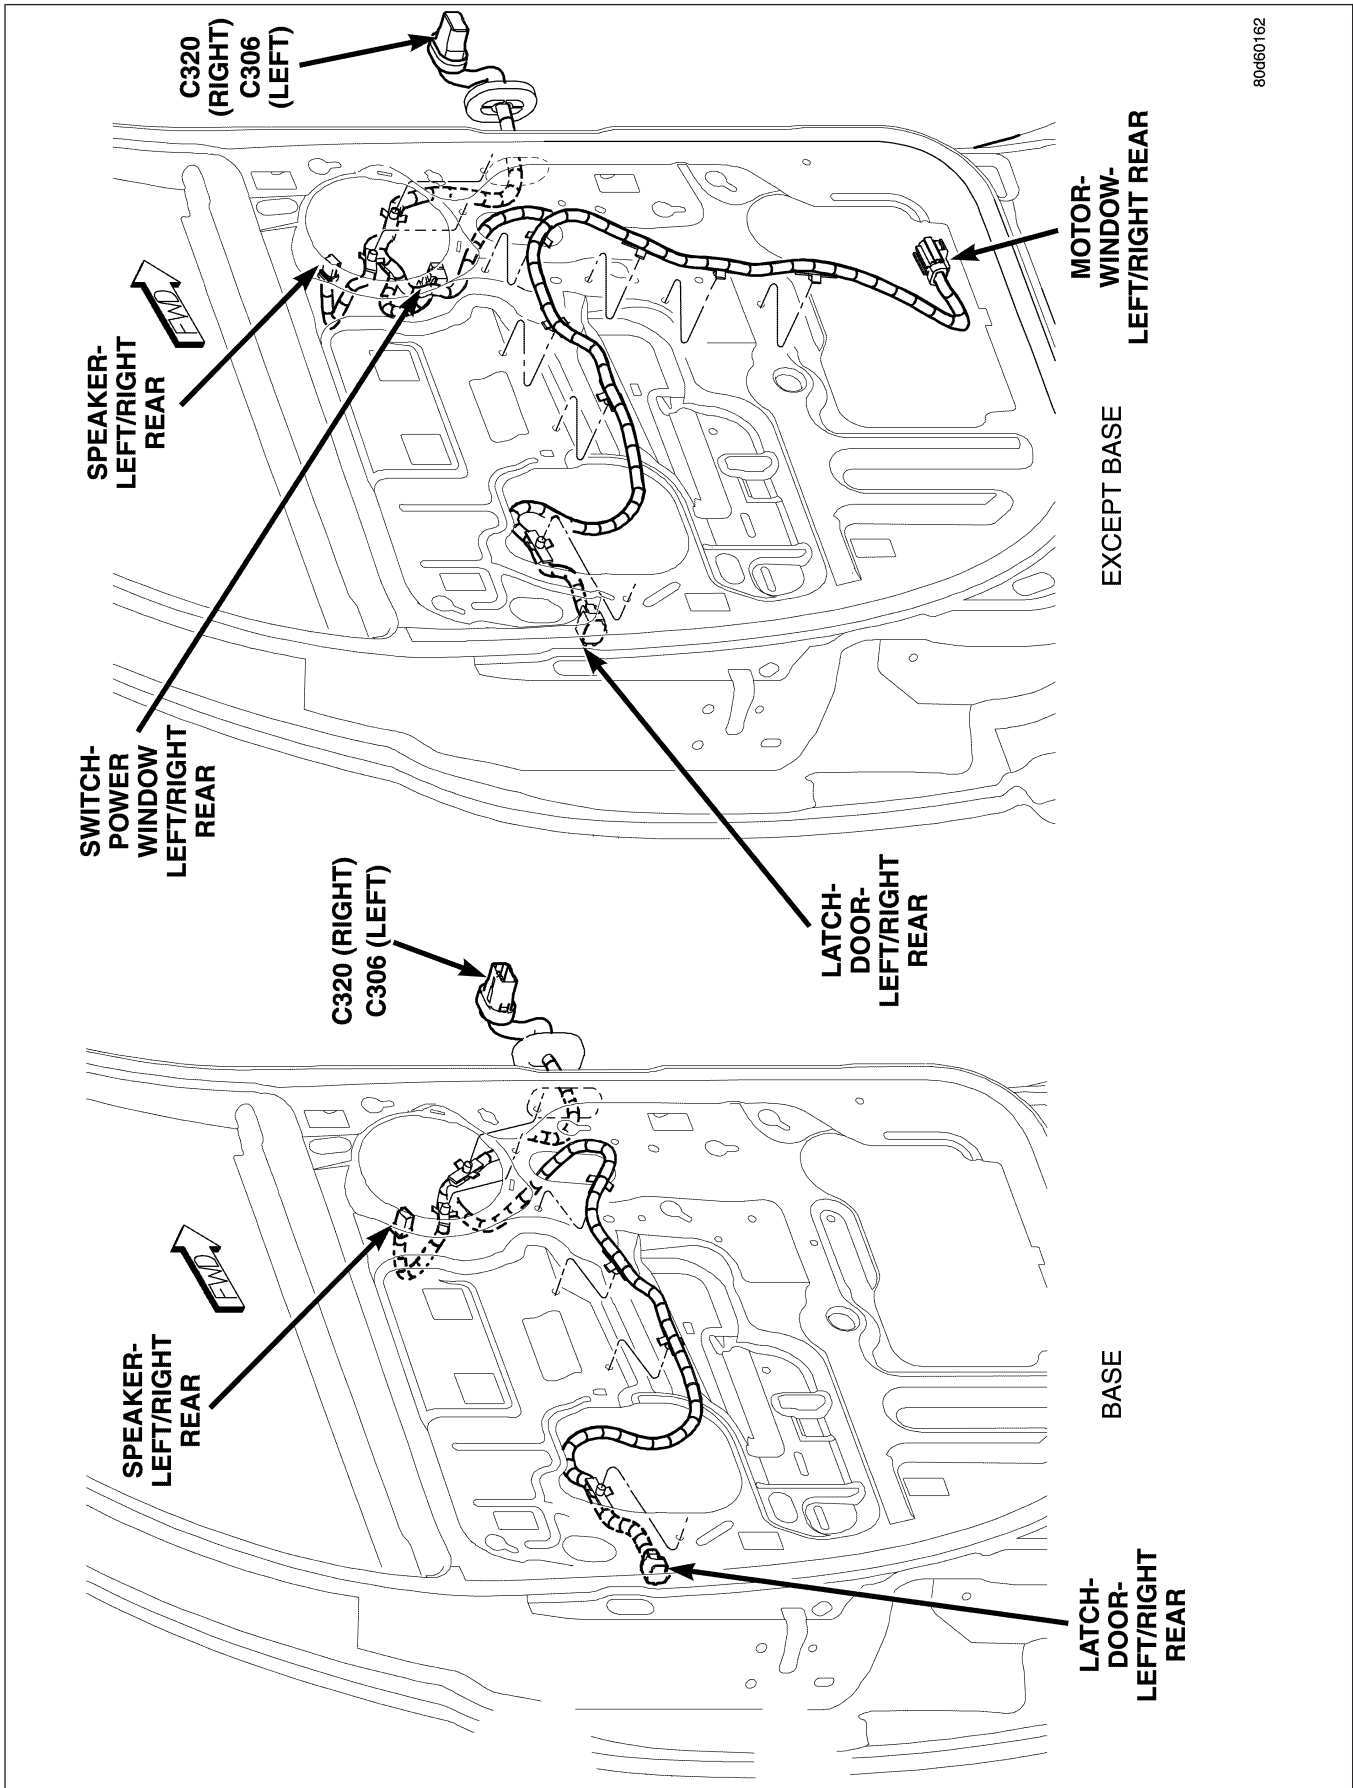 SPEAKER-
LEFT/RIGHT
REAR
FWD
C320 (RIGHT)
C306 (LEFT)
LATCH-
DOOR-
LEFT/RIGHT
REAR
BASE
SWITCH-
POWER
WINDOW
LEFT/RIGHT
REAR
SPEAKER-
LEFT/RIGHT
REAR
FWD
C320
(RIGHT)
C306
(LEFT)
LATCH-
DOOR-
LEFT/RIGHT
REAR
MOTOR-
WINDOW-
LEFT/RIGHT REAR
EXCEPT BASE
80d60162